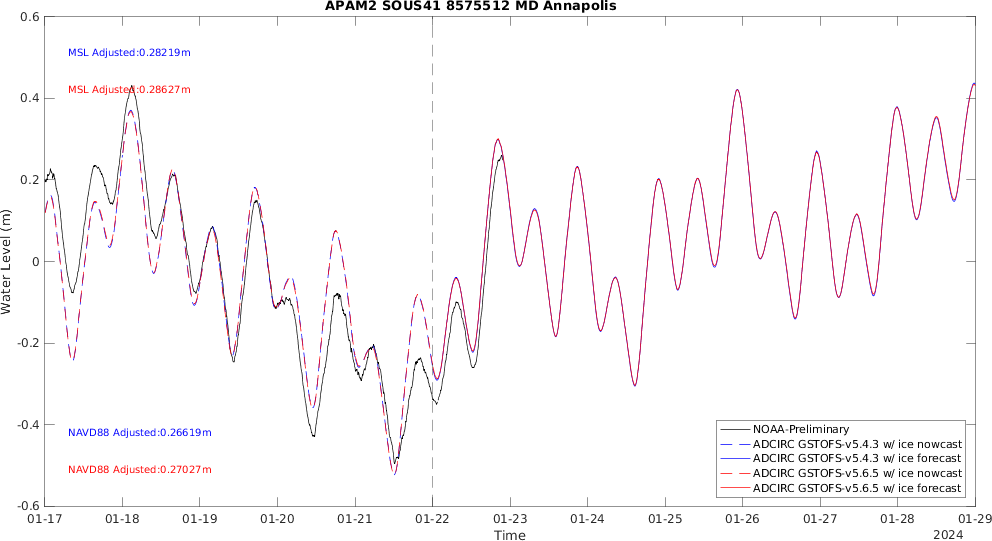 APAM2 SOUS41 8575512 MD Annapolis
0.6
0.4
0.2
0
-0.2
-0.4
-0.6
Water Level (m)
MSL Adjusted:0.28219m
MSL Adjusted:0.28627m
NAVD88 Adjusted:0.26619m
NAVD88 Adjusted:0.27027m
NOAA-Preliminary
ADCIRC GSTOFS-v5.4.3 w/ ice nowcast
ADCIRC GSTOFS-v5.4.3 w/ ice forecast
ADCIRC GSTOFS-v5.6.5 w/ ice nowcast
ADCIRC GSTOFS-v5.6.5 w/ ice forecast
01-17 01-18 01-19 01-20 01-21 01-22 01-23 01-24 01-25 01-26 01-27 01-28 01-29
Time
2024